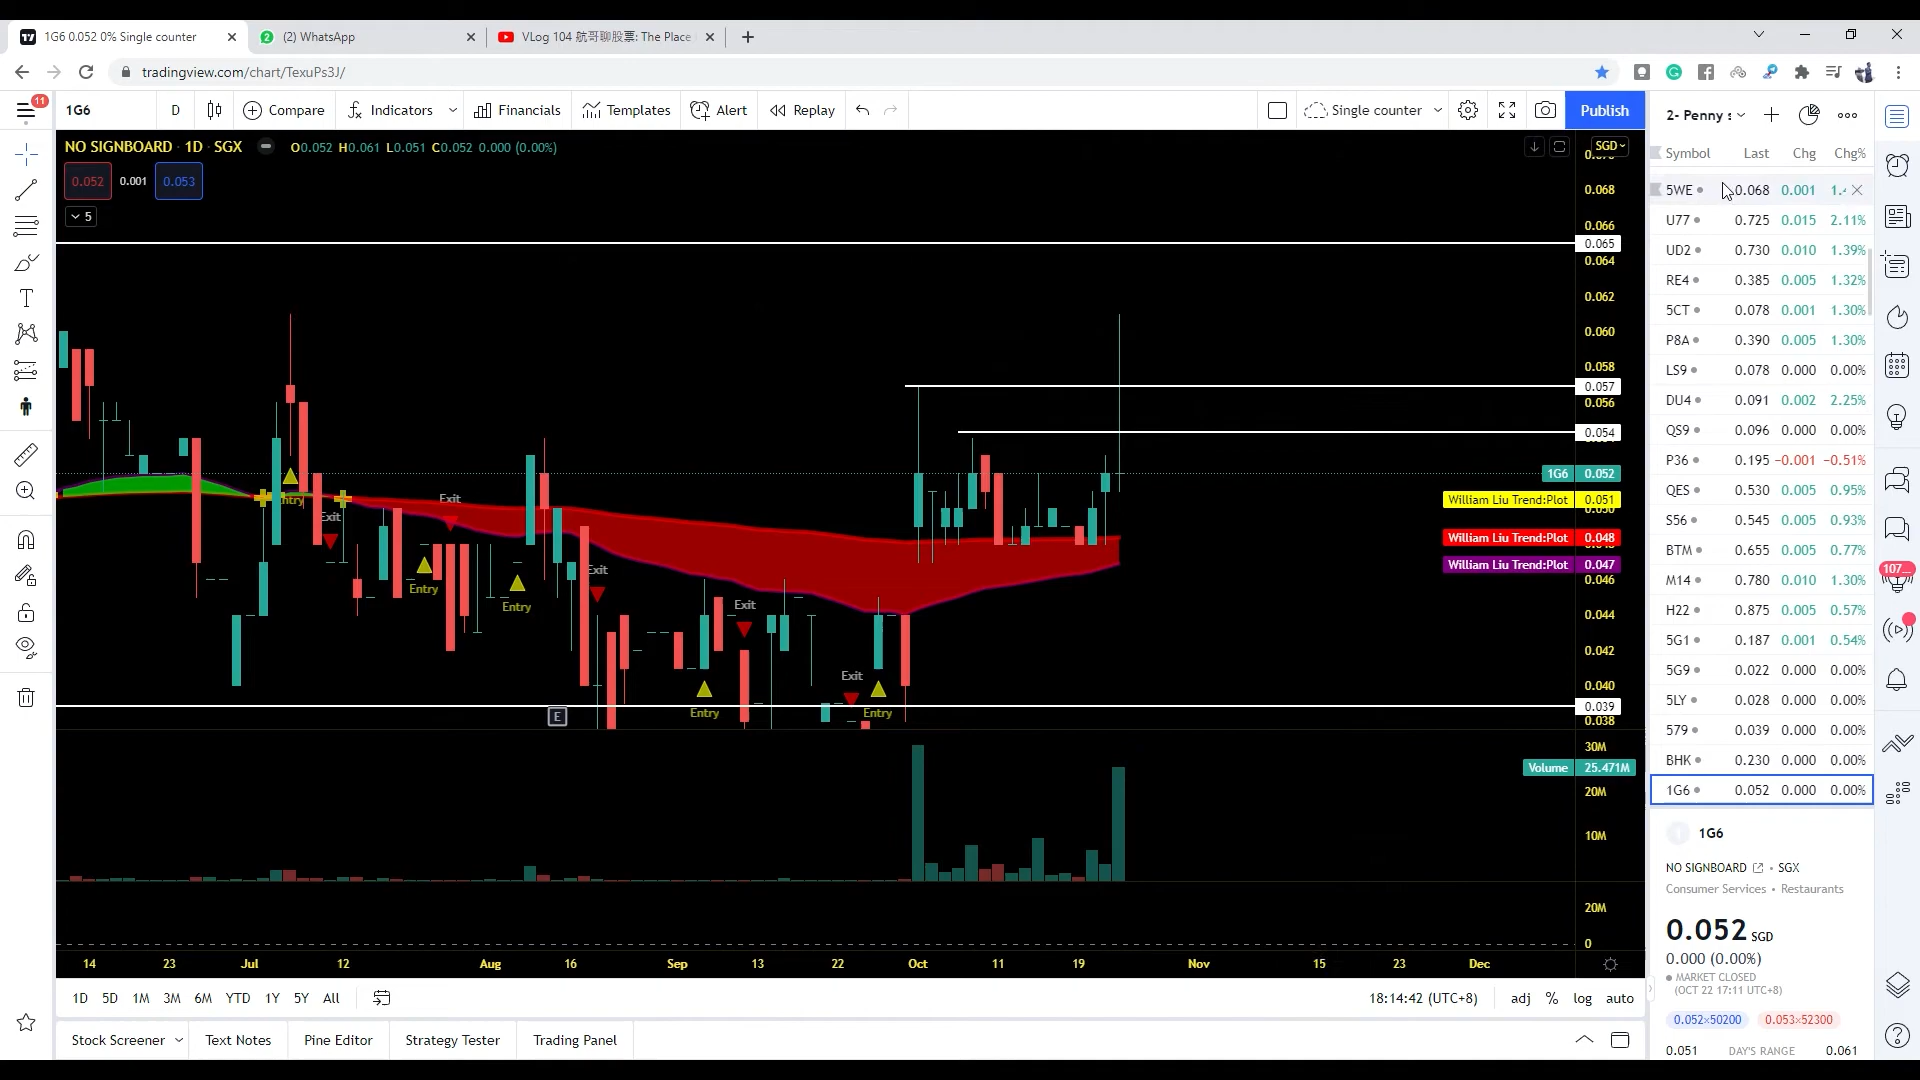 1G6 0.052 0% Single counter
(2) WhatsApp
VLog 104 航哥聊股票: The Place
tradingview.com/chart/TexuPs3J/
11
1G6 D Compare Indicators Financials Templates Alert Replay Single counter Publish
2- Penny
NO SIGNBOARD · 1D · SGX O0.052 H0.061 L0.051 C0.052 0.000 (0.00%)
0.052 0.001 0.053
5
SGD
0.068
0.066
0.065
0.064
0.062
0.060
0.058
0.057
0.056
0.054
1G6 0.052
William Liu Trend:Plot 0.051
0.050
William Liu Trend:Plot 0.048
William Liu Trend:Plot 0.047
0.046
0.044
0.042
0.040
0.039
0.038
Entry
Exit
Exit
Entry
Entry
Exit
Exit
Entry
Exit
Entry
E
30M
Volume 25.471M
20M
10M
20M
0
14 23 Jul 12 Aug 16 Sep 13 22 Oct 11 19 Nov 15 23 Dec
1D 5D 1M 3M 6M YTD 1Y 5Y All
18:14:42 (UTC+8) adj % log auto
Stock Screener Text Notes Pine Editor Strategy Tester Trading Panel
Symbol Last Chg Chg%
5WE 0.068 0.001
U77 0.725 0.015 2.11%
UD2 0.730 0.010 1.39%
RE4 0.385 0.005 1.32%
5CT 0.078 0.001 1.30%
P8A 0.390 0.005 1.30%
LS9 0.078 0.000 0.00%
DU4 0.091 0.002 2.25%
QS9 0.096 0.000 0.00%
P36 0.195 −0.001 −0.51%
QES 0.530 0.005 0.95%
S56 0.545 0.005 0.93%
BTM 0.655 0.005 0.77%
M14 0.780 0.010 1.30%
H22 0.875 0.005 0.57%
5G1 0.187 0.001 0.54%
5G9 0.022 0.000 0.00%
5LY 0.028 0.000 0.00%
579 0.039 0.000 0.00%
BHK 0.230 0.000 0.00%
1G6 0.052 0.000 0.00%
1G6
NO SIGNBOARD • SGX
Consumer Services • Restaurants
0.052 SGD
0.000 (0.00%)
MARKET CLOSED
(OCT 22 17:11 UTC+8)
0.052×50200 0.053×52300
0.051 DAY'S RANGE 0.061
107